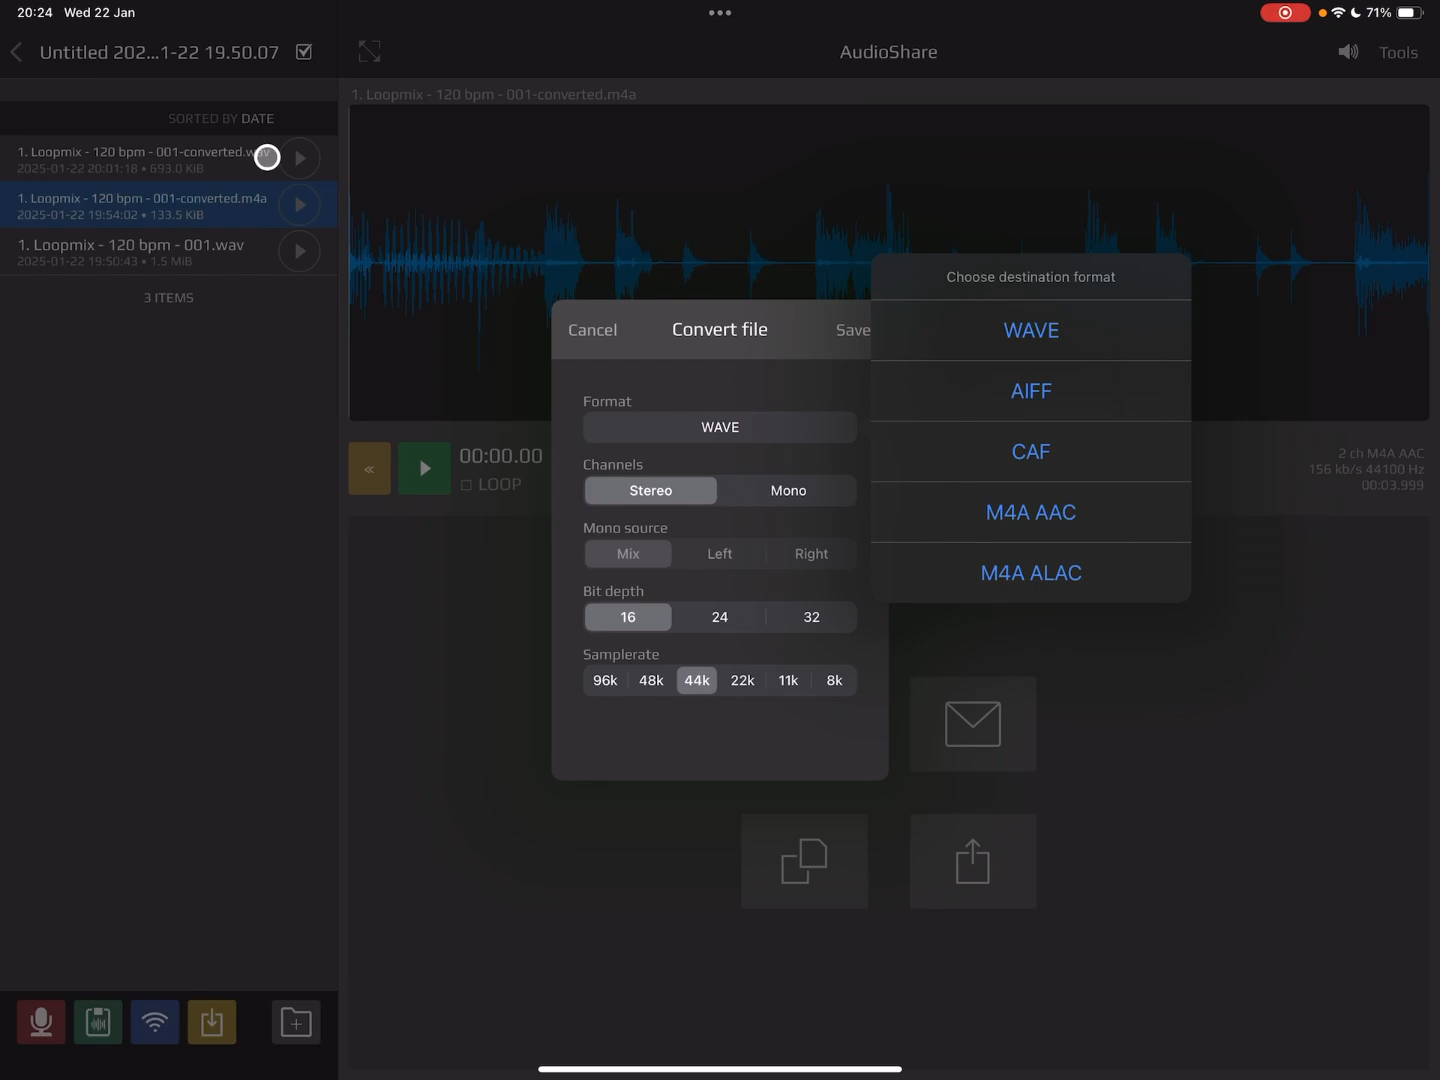 20:24 Wed 22 Jan
71%
Untitled 202...1-22 19.50.07
AudioShare
Tools
SORTED BY DATE
1. Loopmix - 120 bpm - 001-converted.wav
2025-01-22 20:01:18 • 693.0 KiB
1. Loopmix - 120 bpm - 001-converted.m4a
2025-01-22 19:54:02 • 133.5 KiB
1. Loopmix - 120 bpm - 001.wav
2025-01-22 19:50:43 • 1.5 MiB
3 ITEMS
1. Loopmix - 120 bpm - 001-converted.m4a
00:00.00
LOOP
2 ch M4A AAC
156 kb/s 44100 Hz
00:03.999
Cancel Convert file Save
Format
WAVE
Channels
Stereo Mono
Mono source
Mix Left Right
Bit depth
16 24 32
Samplerate
96k 48k 44k 22k 11k 8k
Choose destination format
WAVE
AIFF
CAF
M4A AAC
M4A ALAC